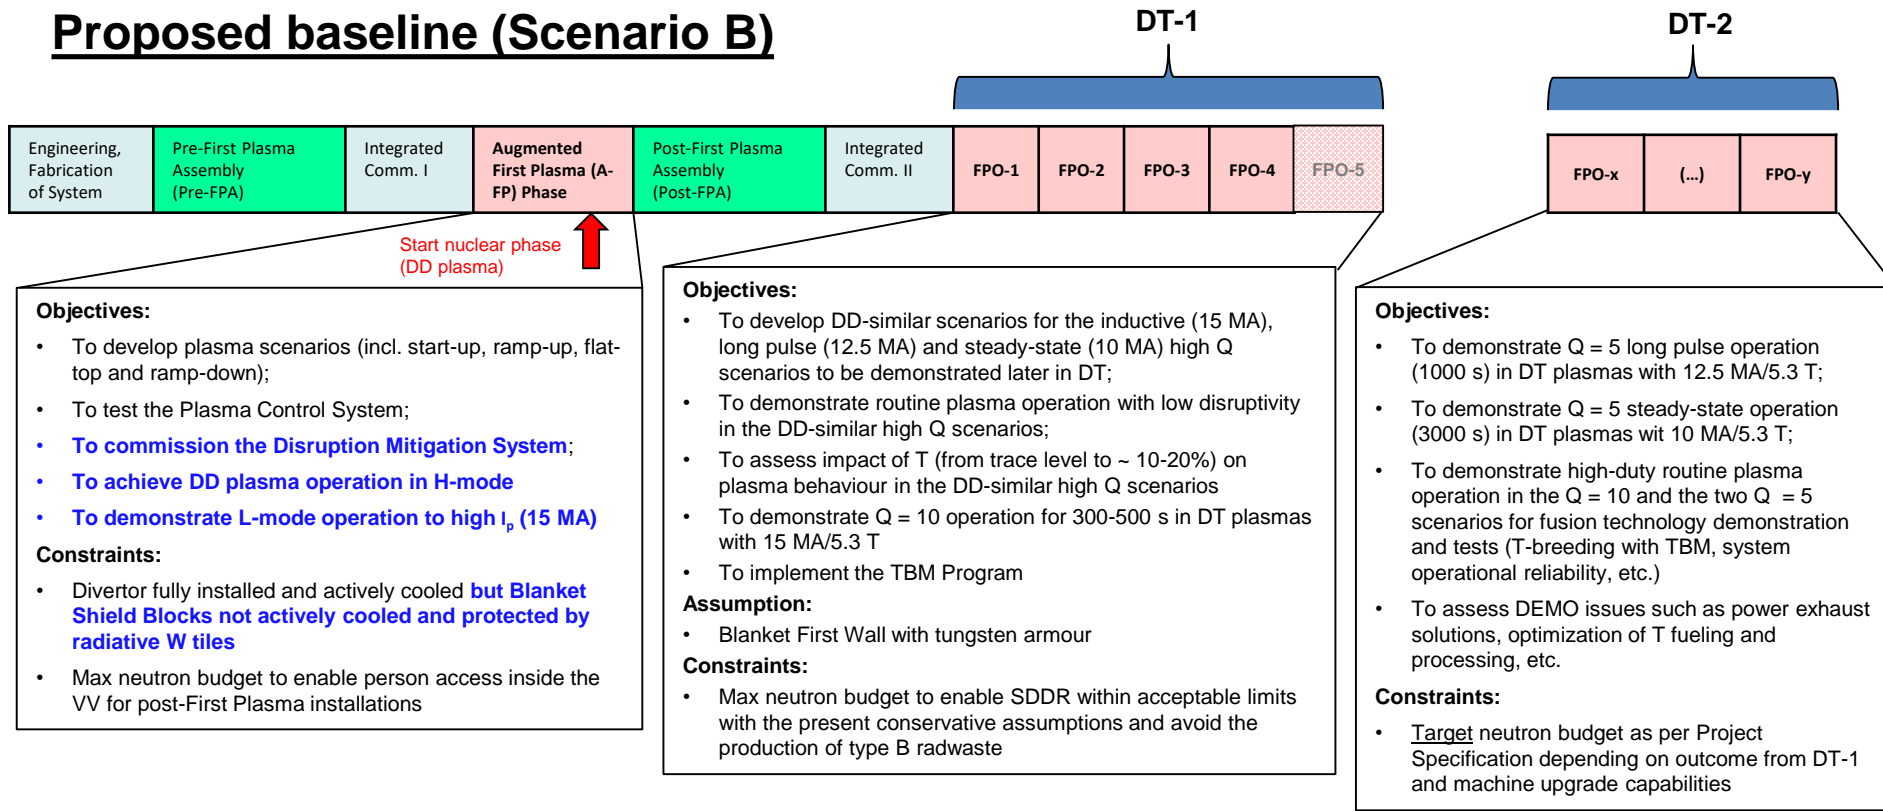 Proposed baseline (Scenario B)
DT-1
DT-2
Engineering,
Fabrication
of System
Pre-First Plasma
Assembly
(Pre-FPA)
Integrated
Comm. I
Augmented
First Plasma (A-
FP) Phase
Post-First Plasma
Assembly
(Post-FPA)
Integrated
Comm. II
FPO-1
FPO-2
FPO-3
FPO-4
FPO-5
FPO-x
(...)
FPO-y
Start nuclear phase
(DD plasma)
Objectives:
• To develop plasma scenarios (incl. start-up, ramp-up, flat-
top and ramp-down);
• To test the Plasma Control System;
• To commission the Disruption Mitigation System;
• To achieve DD plasma operation in H-mode
• To demonstrate L-mode operation to high Ip (15 MA)
Constraints:
• Divertor fully installed and actively cooled but Blanket
Shield Blocks not actively cooled and protected by
radiative W tiles
• Max neutron budget to enable person access inside the
VV for post-First Plasma installations
Objectives:
• To develop DD-similar scenarios for the inductive (15 MA),
long pulse (12.5 MA) and steady-state (10 MA) high Q
scenarios to be demonstrated later in DT;
• To demonstrate routine plasma operation with low disruptivity
in the DD-similar high Q scenarios;
• To assess impact of T (from trace level to ~ 10-20%) on
plasma behaviour in the DD-similar high Q scenarios
• To demonstrate Q = 10 operation for 300-500 s in DT plasmas
with 15 MA/5.3 T
• To implement the TBM Program
Assumption:
• Blanket First Wall with tungsten armour
Constraints:
• Max neutron budget to enable SDDR within acceptable limits
with the present conservative assumptions and avoid the
production of type B radwaste
Objectives:
• To demonstrate Q = 5 long pulse operation
(1000 s) in DT plasmas with 12.5 MA/5.3 T;
• To demonstrate Q = 5 steady-state operation
(3000 s) in DT plasmas wit 10 MA/5.3 T;
• To demonstrate high-duty routine plasma
operation in the Q = 10 and the two Q = 5
scenarios for fusion technology demonstration
and tests (T-breeding with TBM, system
operational reliability, etc.)
• To assess DEMO issues such as power exhaust
solutions, optimization of T fueling and
processing, etc.
Constraints:
• Target neutron budget as per Project
Specification depending on outcome from DT-1
and machine upgrade capabilities